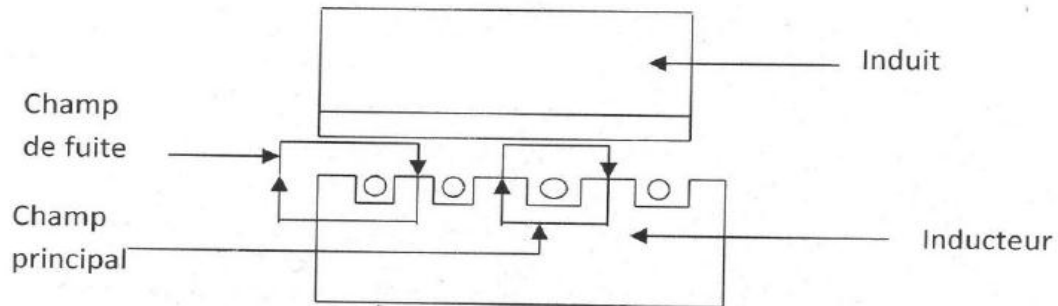 Induit
Champ
de fuite
Champ
principal
Inducteur